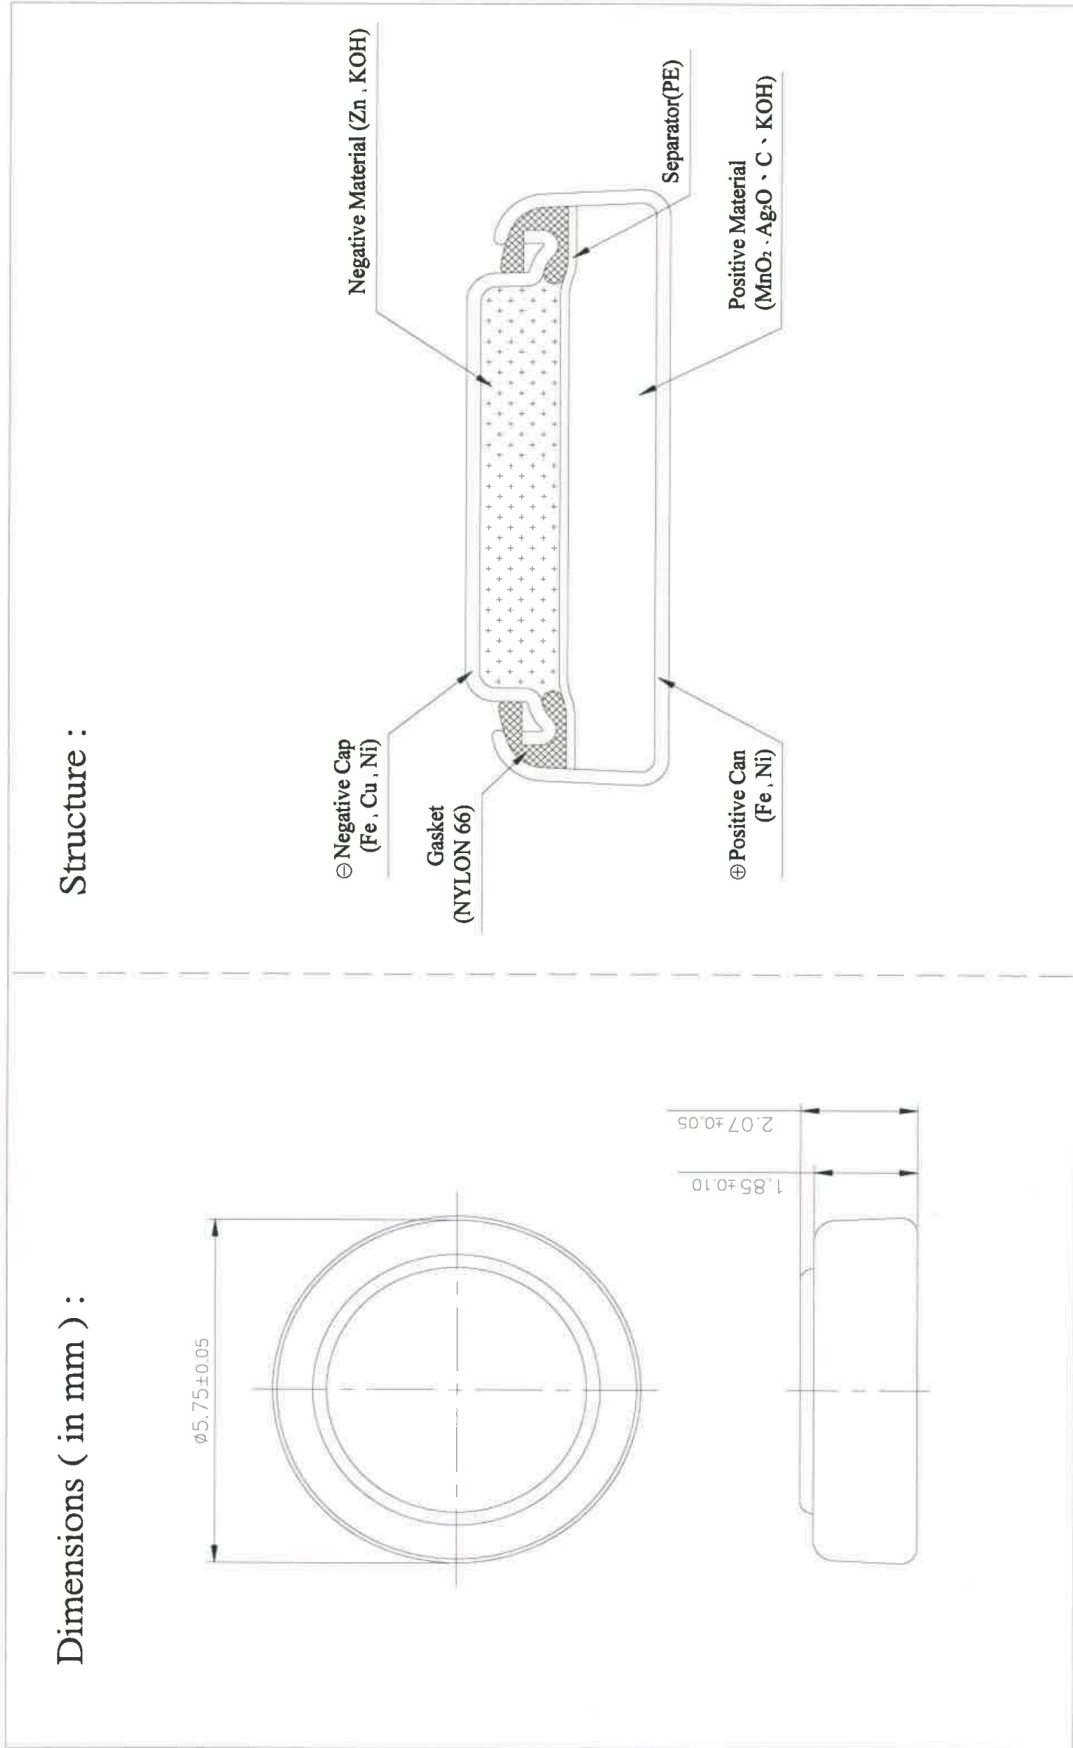 Dimensions ( in mm ) :
Ø5.75±0.05
1.85±0.10
2.07±0.05
Structure :
⊖Negative Cap
(Fe , Cu , Ni)
Gasket
(NYLON 66)
⊕Positive Can
(Fe , Ni)
Negative Material (Zn , KOH)
Separator(PE)
Positive Material
(MnO₂、Ag₂O、C、KOH)